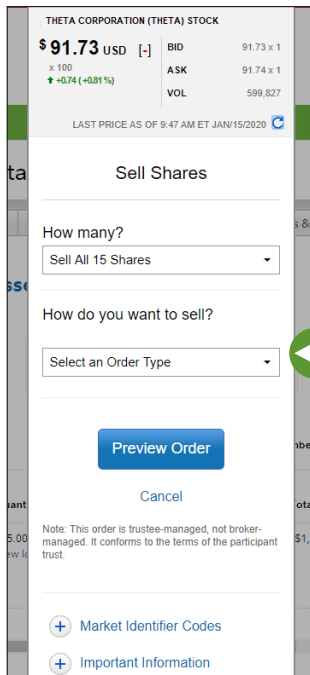 THETA CORPORATION (THETA) STOCK
$ 91.73 USD [-]
x 100
+0.74 (+0.81%)
BID 91.73 x 1
ASK 91.74 x 1
VOL 599,827
LAST PRICE AS OF 9:47 AM ET JAN/15/2020
Sell Shares
How many?
Sell All 15 Shares
How do you want to sell?
Select an Order Type
Preview Order
Cancel
Note: This order is trustee-managed, not broker-
managed. It conforms to the terms of the participant
trust.
Market Identifier Codes
Important Information